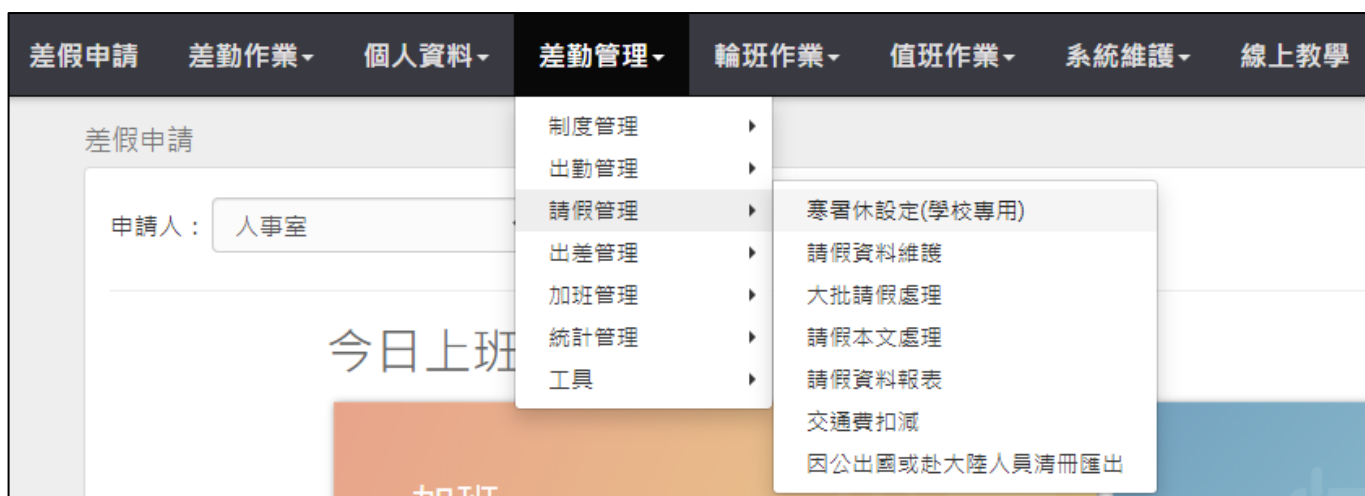 差假申請 差勤作業 個人資料 差勤管理 輪班作業 值班作業 系統維護 線上教學
差假申請
申請人： 人事室
今日上班
制度管理
出勤管理
請假管理
出差管理
加班管理
統計管理
工具
寒暑休設定(學校專用)
請假資料維護
大批請假處理
請假本文處理
請假資料報表
交通費扣減
因公出國或赴大陸人員清冊匯出
加班